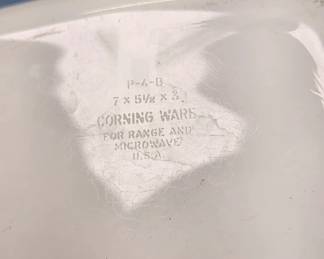 P-4-B
7 x 5½ x 3
CORNING WARE
FOR RANGE AND
MICROWAVE
U.S.A.